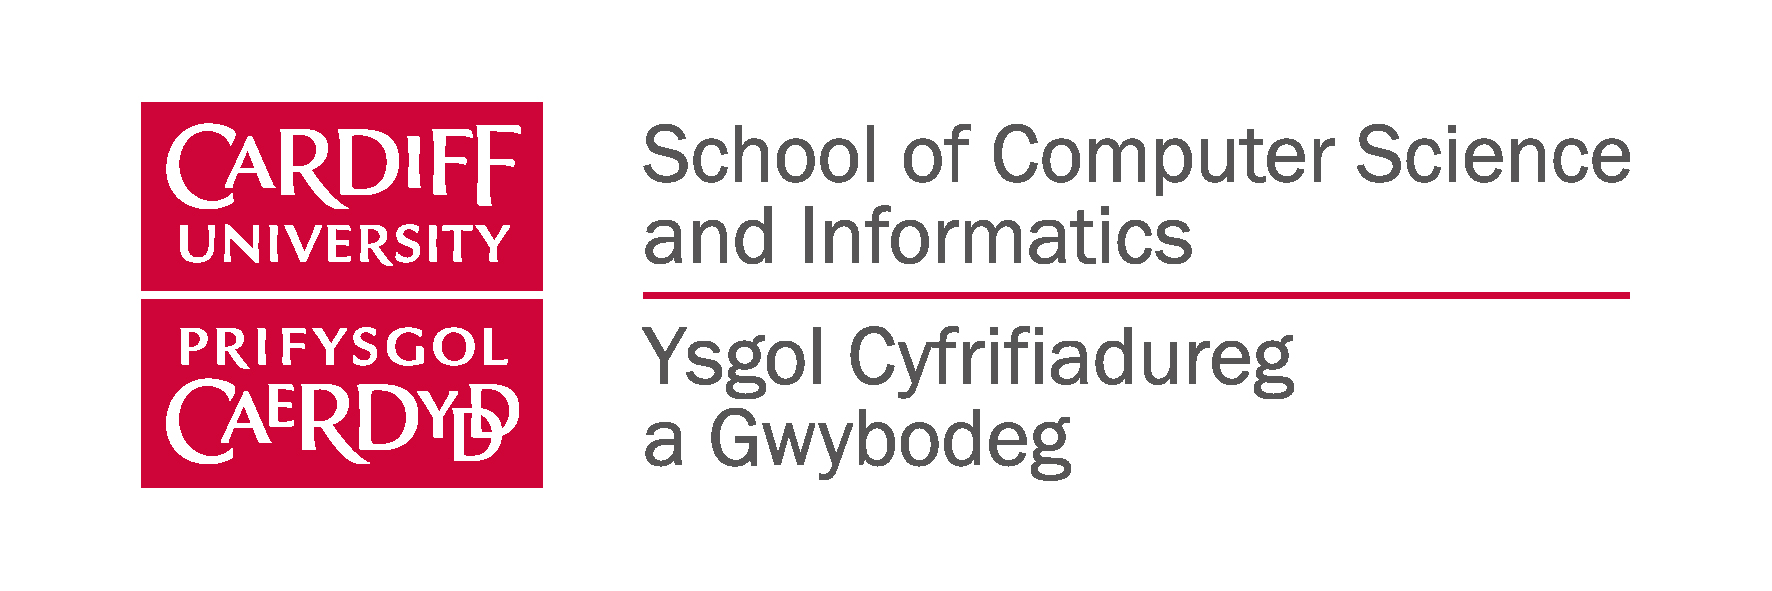 CARDIFF
UNIVERSITY
PRIFYSGOL
CAERDYDD
School of Computer Science
and Informatics
Ysgol Cyfrifiadureg
a Gwybodeg